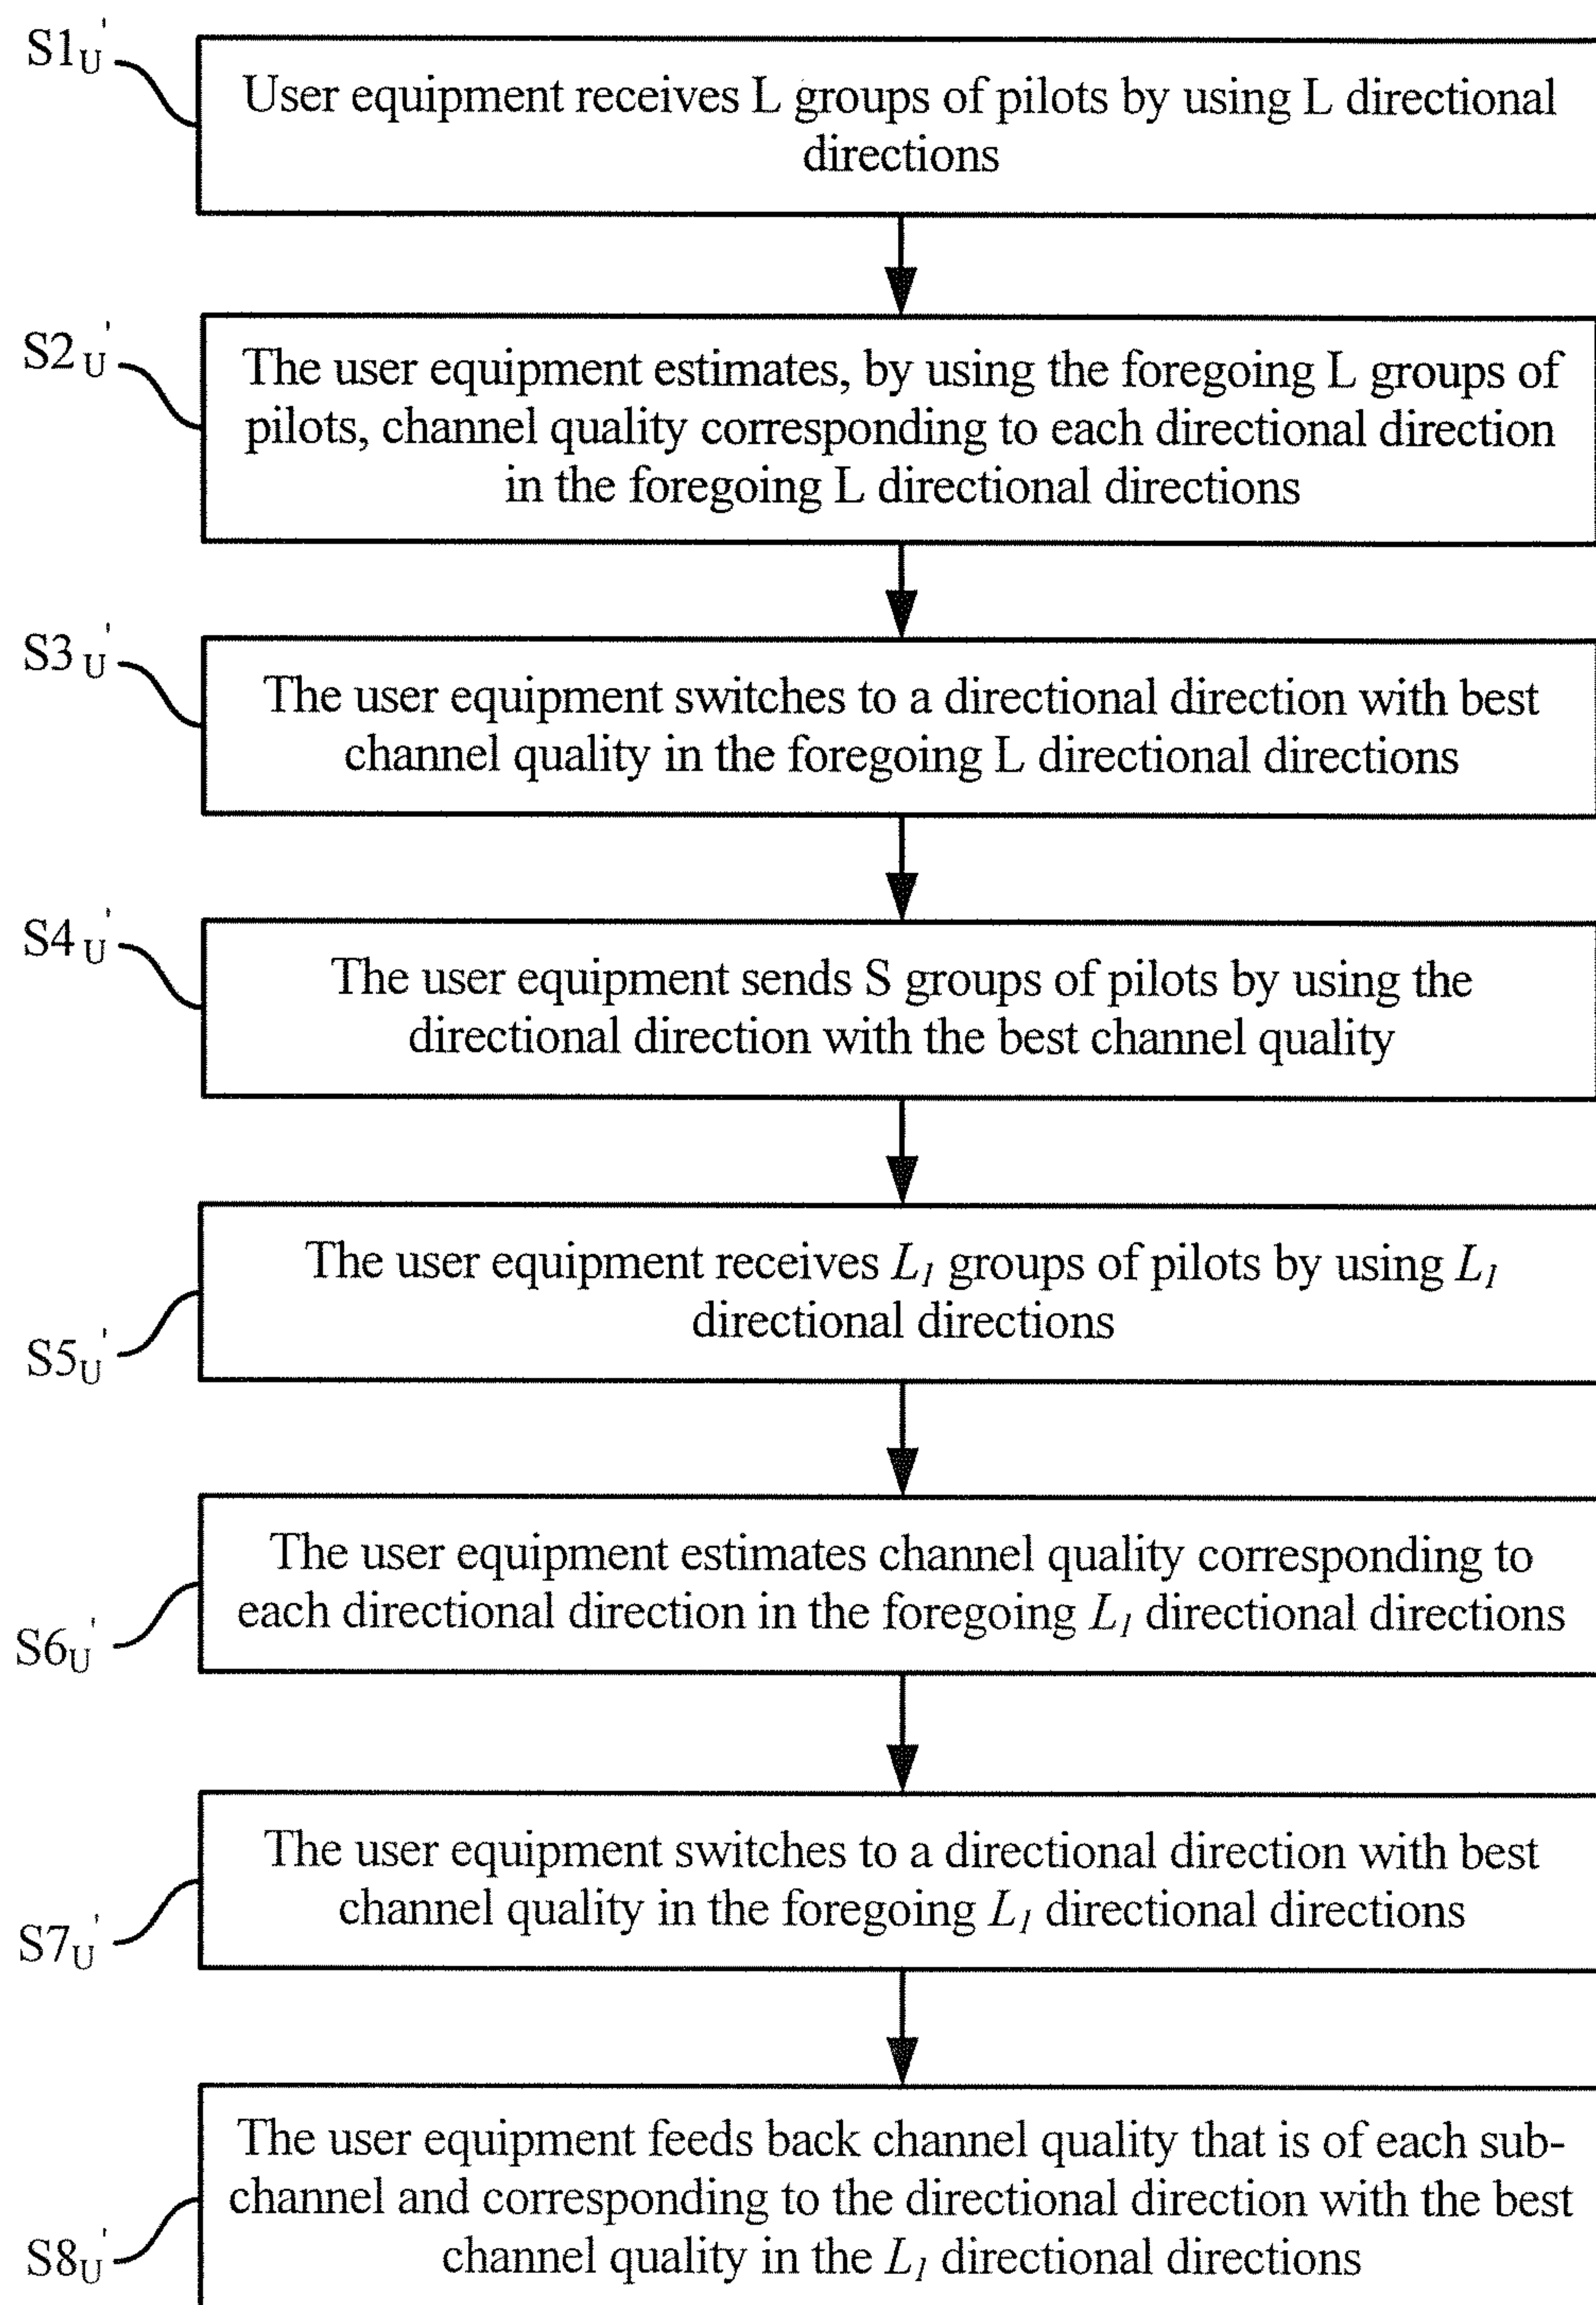 S1U'
User equipment receives L groups of pilots by using L directional
directions
S2U'
The user equipment estimates, by using the foregoing L groups of
pilots, channel quality corresponding to each directional direction
in the foregoing L directional directions
S3U'
The user equipment switches to a directional direction with best
channel quality in the foregoing L directional directions
S4U'
The user equipment sends S groups of pilots by using the
directional direction with the best channel quality
The user equipment receives L1 groups of pilots by using L1
directional directions
S5U'
The user equipment estimates channel quality corresponding to
each directional direction in the foregoing L1 directional directions
S6U'
The user equipment switches to a directional direction with best
channel quality in the foregoing L1 directional directions
S7U'
The user equipment feeds back channel quality that is of each sub-
channel and corresponding to the directional direction with the best
channel quality in the L1 directional directions
S8U'